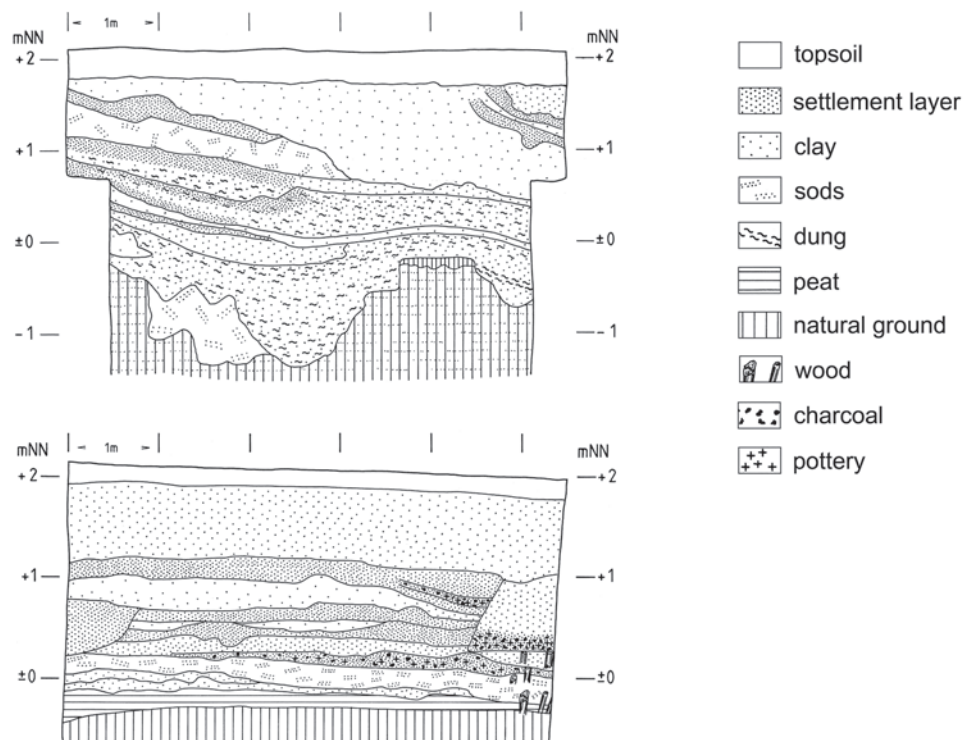 1m
mNN
mNN
+2
+2
+1
+1
±0
±0
-1
-1
topsoil
settlement layer
clay
sods
dung
peat
natural ground
wood
charcoal
pottery
1m
mNN
mNN
+2
+2
+1
+1
±0
±0